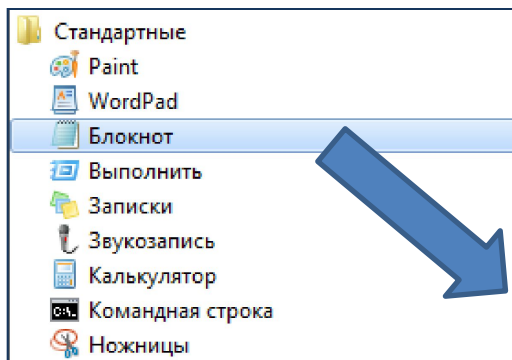 Стандартные
Paint
WordPad
Блокнот
Выполнить
Записки
Звукозапись
Калькулятор
Командная строка
Ножницы